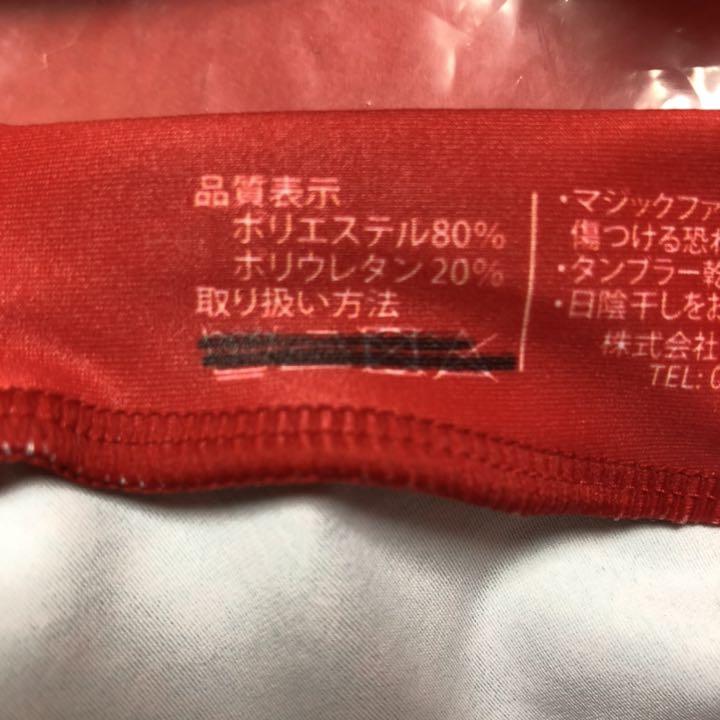 品質表示
ポリエステル80%
ポリウレタン 20%
取り扱い方法
・マジックファ
傷つける恐れ
・タンブラー乾
・日陰干しをお
株式会社
TEL: 0